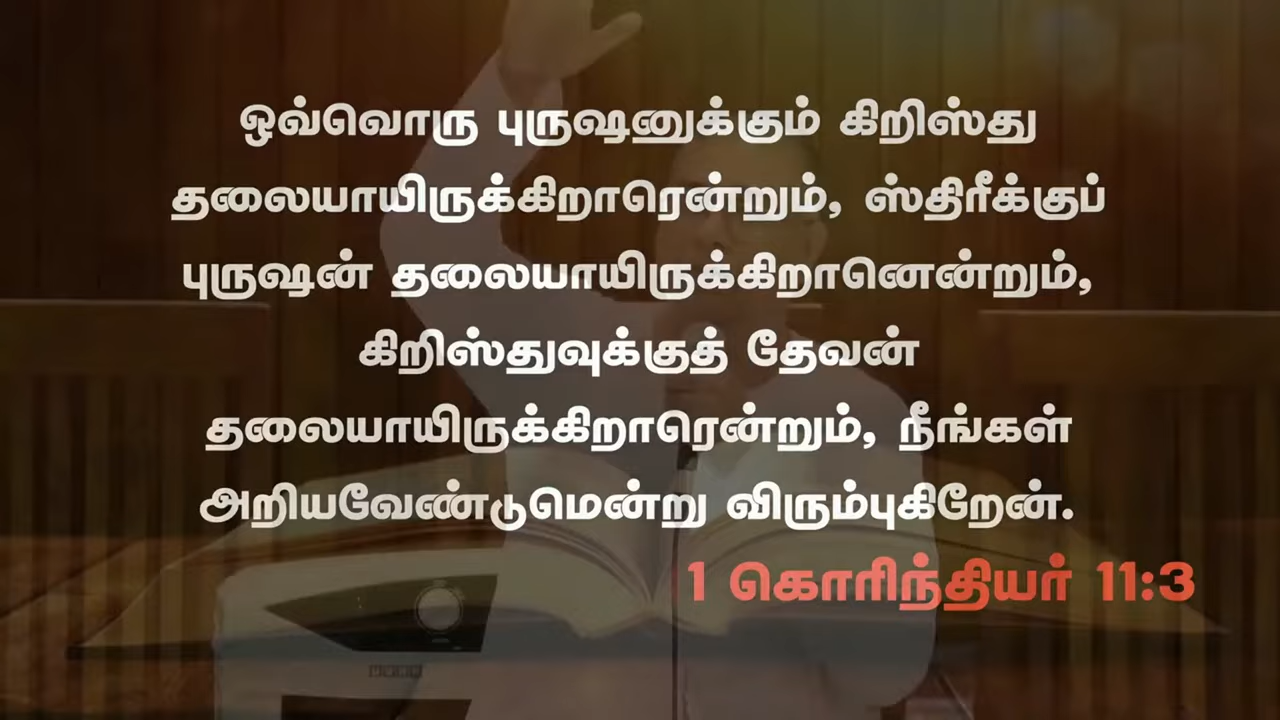 ஒவ்வொரு புருஷனுக்கும் கிறிஸ்து
தலையாயிருக்கிறாரென்றும், ஸ்திரீக்குப்
புருஷன் தலையாயிருக்கிறானென்றும்,
கிறிஸ்துவுக்குத் தேவன்
தலையாயிருக்கிறாரென்றும், நீங்கள்
அறியவேண்டுமென்று விரும்புகிறேன்.
1 கொரிந்தியர் 11:3